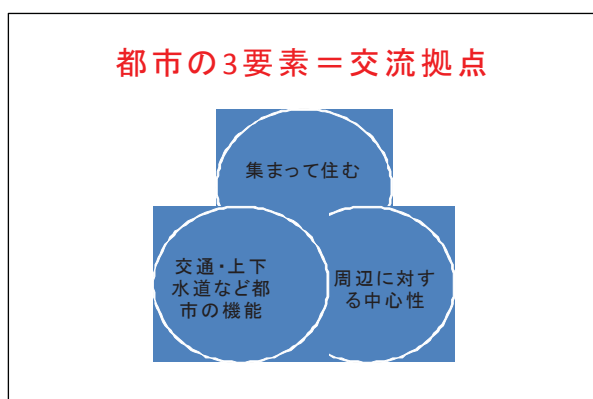 都市の3要素＝交流拠点
集まって住む
交通・上下
水道など都
市の機能
周辺に対す
る中心性